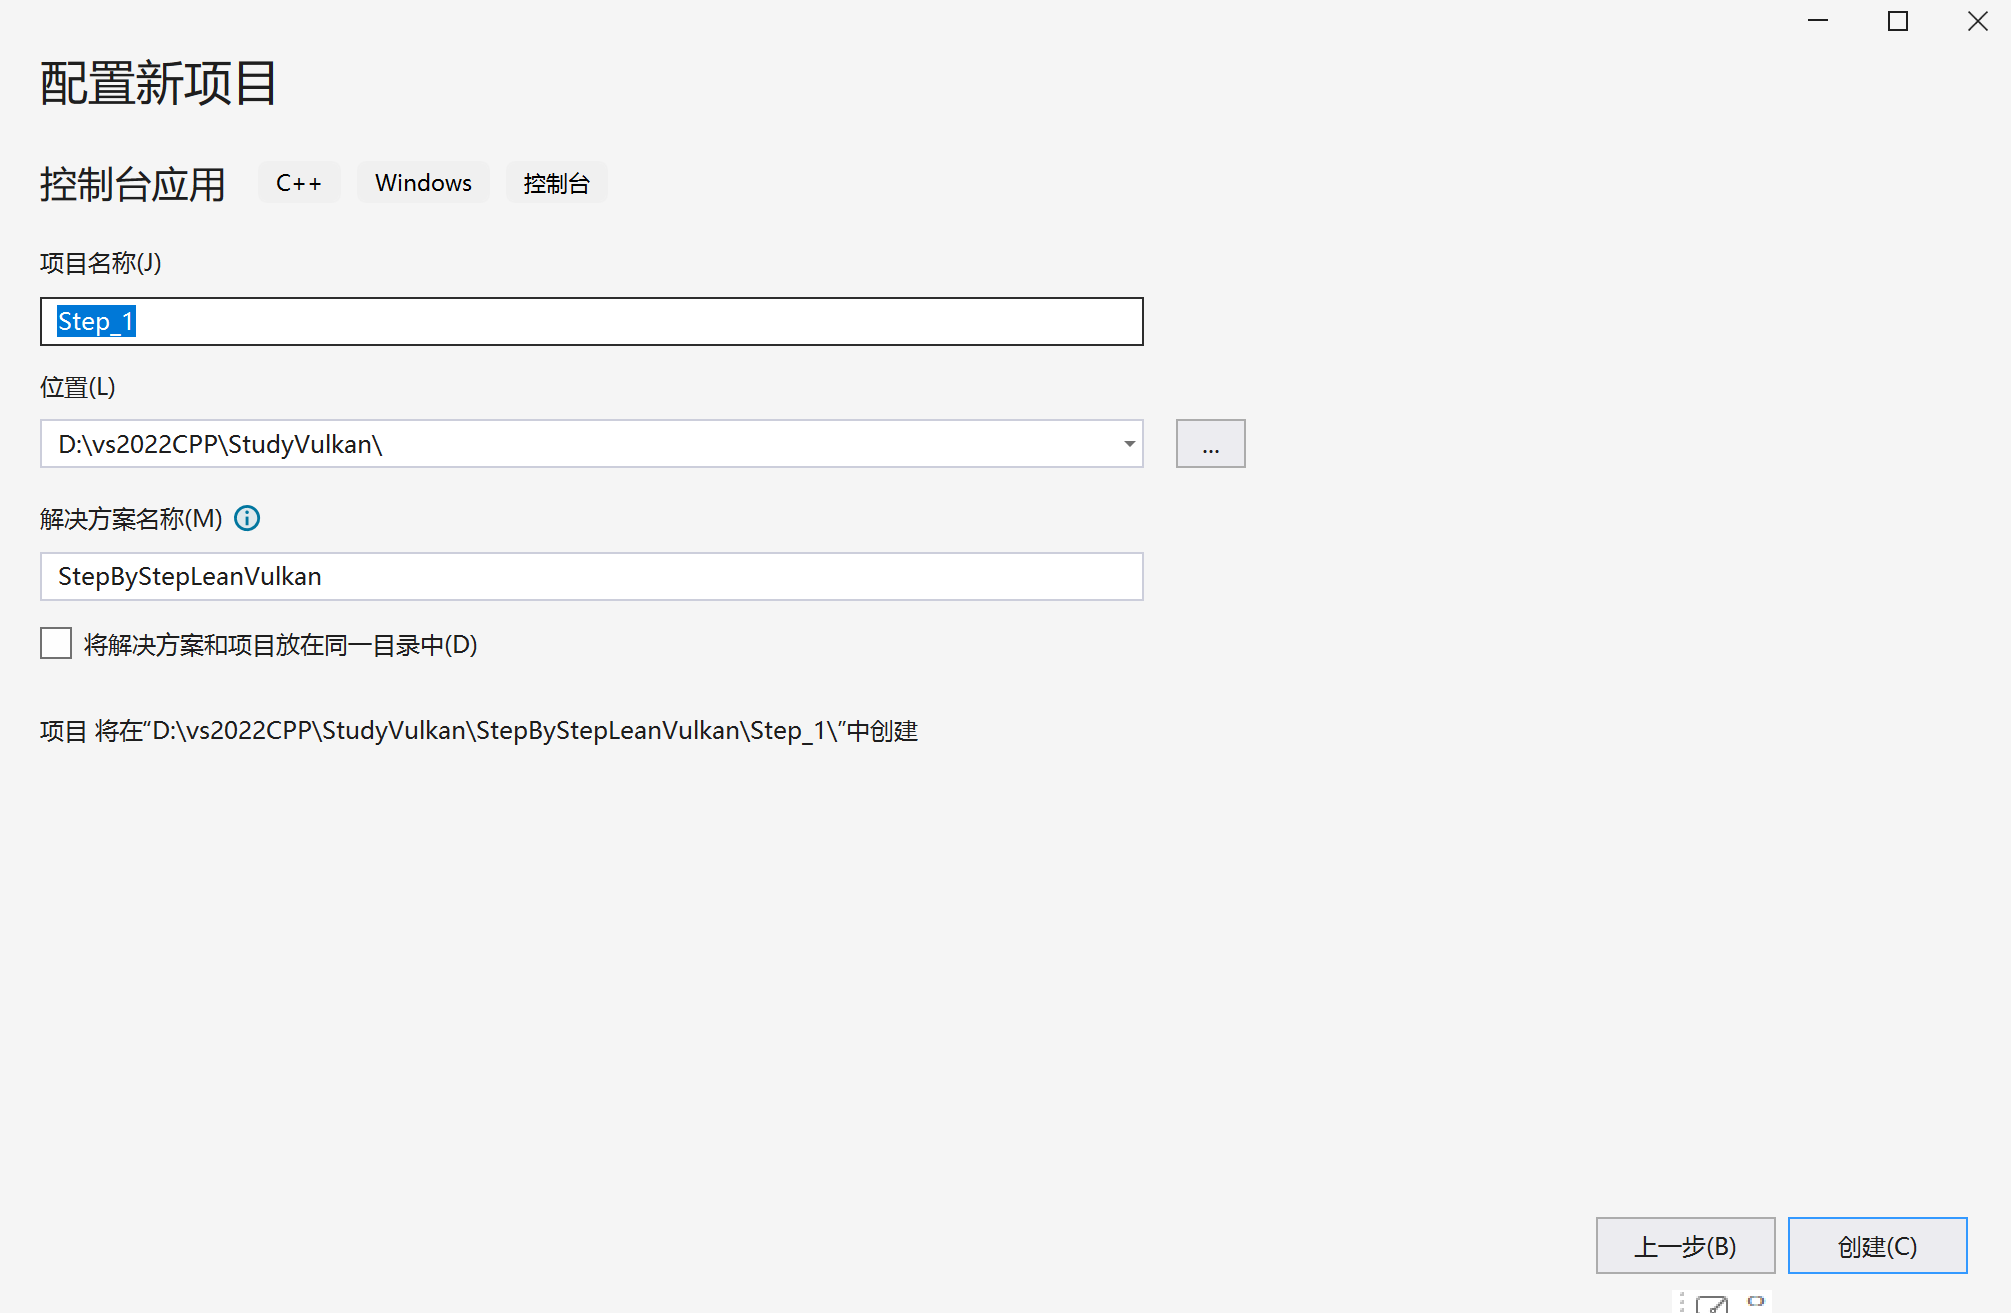 配置新项目
控制台应用 C++ Windows 控制台
项目名称(J)
Step_1
位置(L)
D:\vs2022CPP\StudyVulkan\
...
解决方案名称(M)
StepByStepLeanVulkan
将解决方案和项目放在同一目录中(D)
项目 将在“D:\vs2022CPP\StudyVulkan\StepByStepLeanVulkan\Step_1\”中创建
上一步(B) 创建(C)